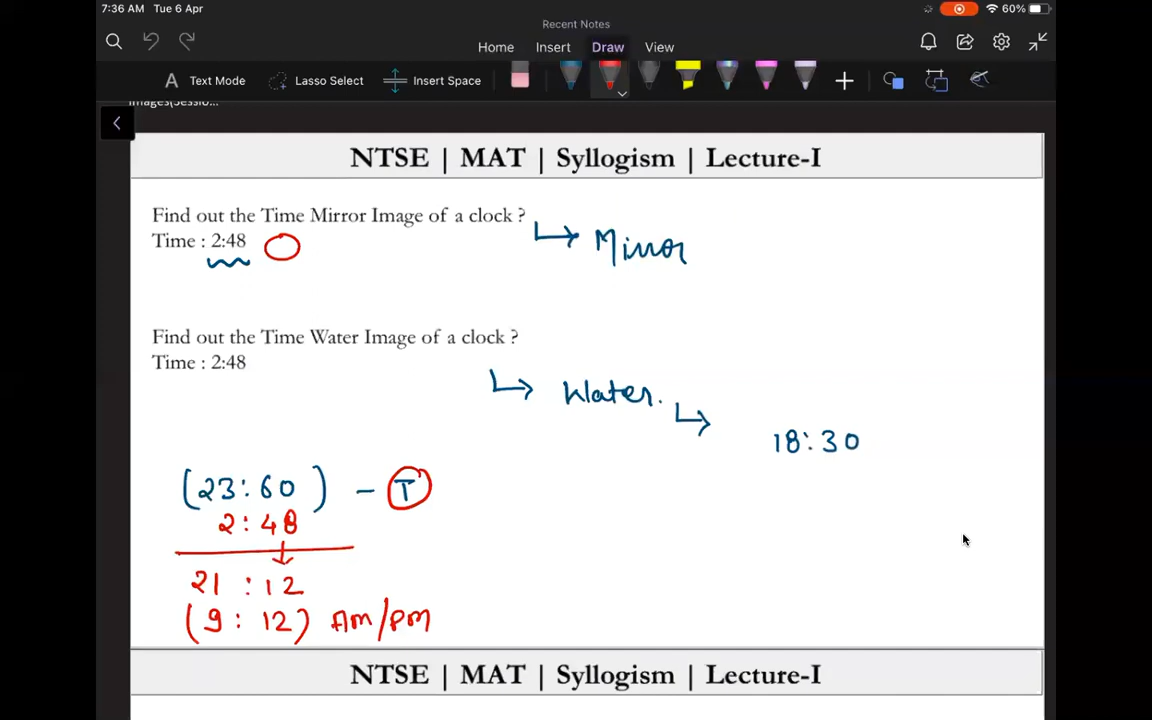 7:36 AM Tue 6 Apr
60%
Recent Notes
Home Insert Draw View
Text Mode Lasso Select Insert Space
Images(Sessio...
NTSE | MAT | Syllogism | Lecture-I
Find out the Time Mirror Image of a clock ?
Time : 2:48
Mirror
Find out the Time Water Image of a clock ?
Time : 2:48
Water.
18:30
(23:60) - T
2:48
21:12
(9:12) AM/PM
NTSE | MAT | Syllogism | Lecture-I